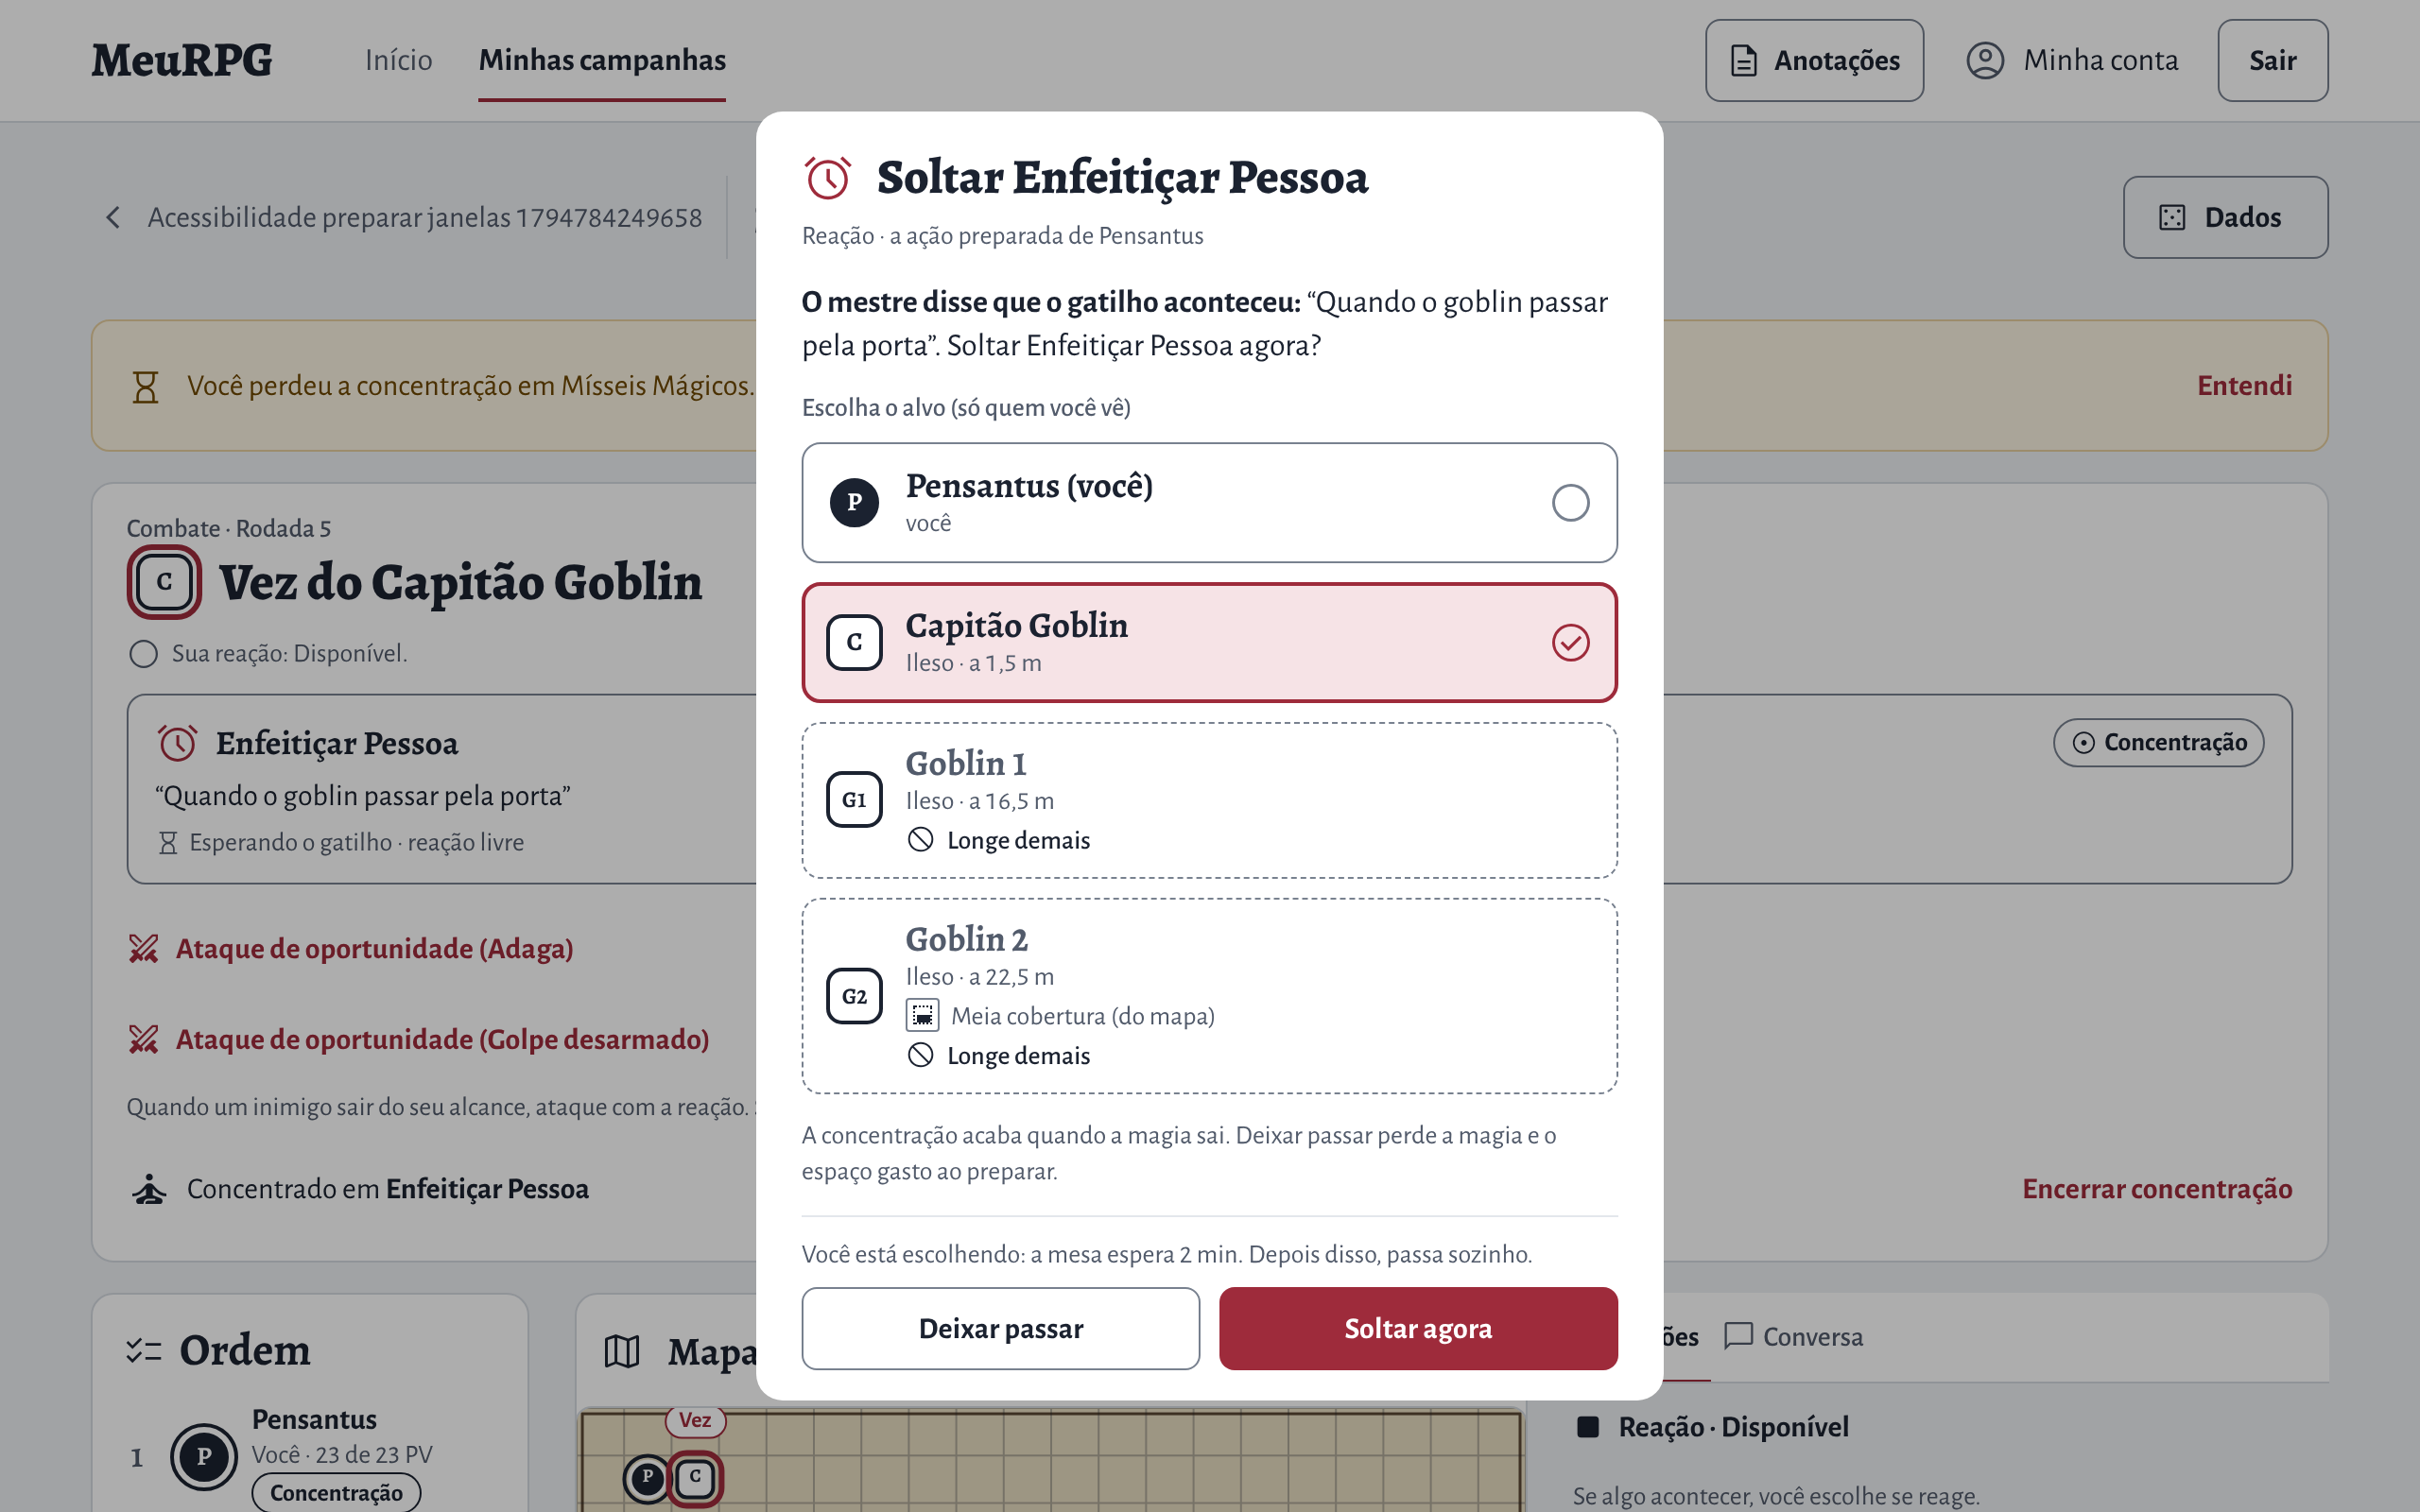 MeuRPG
Início
Minhas campanhas
Anotações
Minha conta
Sair
Acessibilidade preparar janelas 1794784249658
Dados
Você perdeu a concentração em Mísseis Mágicos.
Entendi
Combate · Rodada 5
C
Vez do Capitão Goblin
Sua reação: Disponível.
Enfeitiçar Pessoa
Concentração
“Quando o goblin passar pela porta”
Esperando o gatilho · reação livre
Ataque de oportunidade (Adaga)
Ataque de oportunidade (Golpe desarmado)
Quando um inimigo sair do seu alcance, ataque com a reação.
Concentrado em Enfeitiçar Pessoa
Encerrar concentração
Soltar Enfeitiçar Pessoa
Reação · a ação preparada de Pensantus
O mestre disse que o gatilho aconteceu: “Quando o goblin passar
pela porta”. Soltar Enfeitiçar Pessoa agora?
Escolha o alvo (só quem você vê)
P
Pensantus (você)
você
C
Capitão Goblin
Ileso · a 1,5 m
G1
Goblin 1
Ileso · a 16,5 m
Longe demais
G2
Goblin 2
Ileso · a 22,5 m
Meia cobertura (do mapa)
Longe demais
A concentração acaba quando a magia sai. Deixar passar perde a magia e o
espaço gasto ao preparar.
Você está escolhendo: a mesa espera 2 min. Depois disso, passa sozinho.
Deixar passar
Soltar agora
Ordem
1
P
Pensantus
Você · 23 de 23 PV
Concentração
Mapa
Vez
P
C
ões
Conversa
Reação · Disponível
Se algo acontecer, você escolhe se reage.